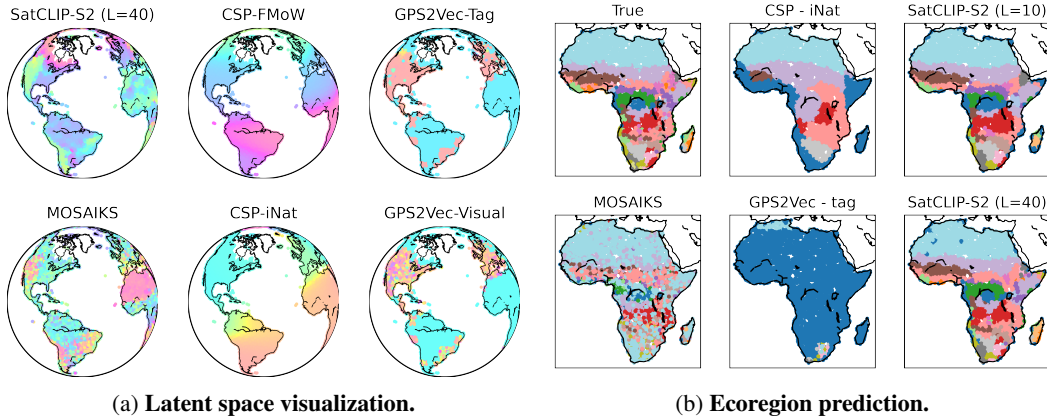 SatCLIP-S2 (L=40) CSP-FMoW GPS2Vec-Tag True CSP - iNat SatCLIP-S2 (L=10)
MOSAIKS CSP-iNat GPS2Vec-Visual MOSAIKS GPS2Vec - tag SatCLIP-S2 (L=40)
(a) Latent space visualization. (b) Ecoregion prediction.